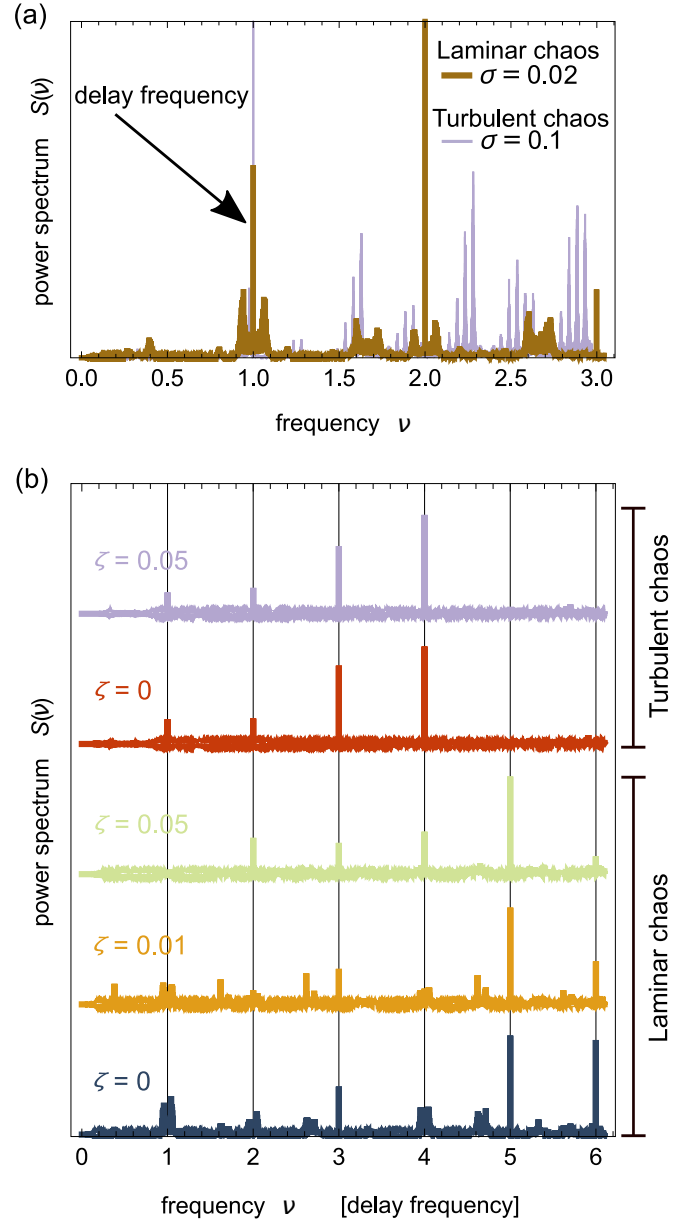 (a)
Laminar chaos
σ = 0.02
delay frequency
Turbulent chaos
σ = 0.1
power spectrum S(ν)
0.0 0.5 1.0 1.5 2.0 2.5 3.0
frequency ν
(b)
ζ = 0.05
ζ = 0
ζ = 0.05
ζ = 0.01
ζ = 0
power spectrum S(ν)
Turbulent chaos
Laminar chaos
0 1 2 3 4 5 6
frequency ν [delay frequency]